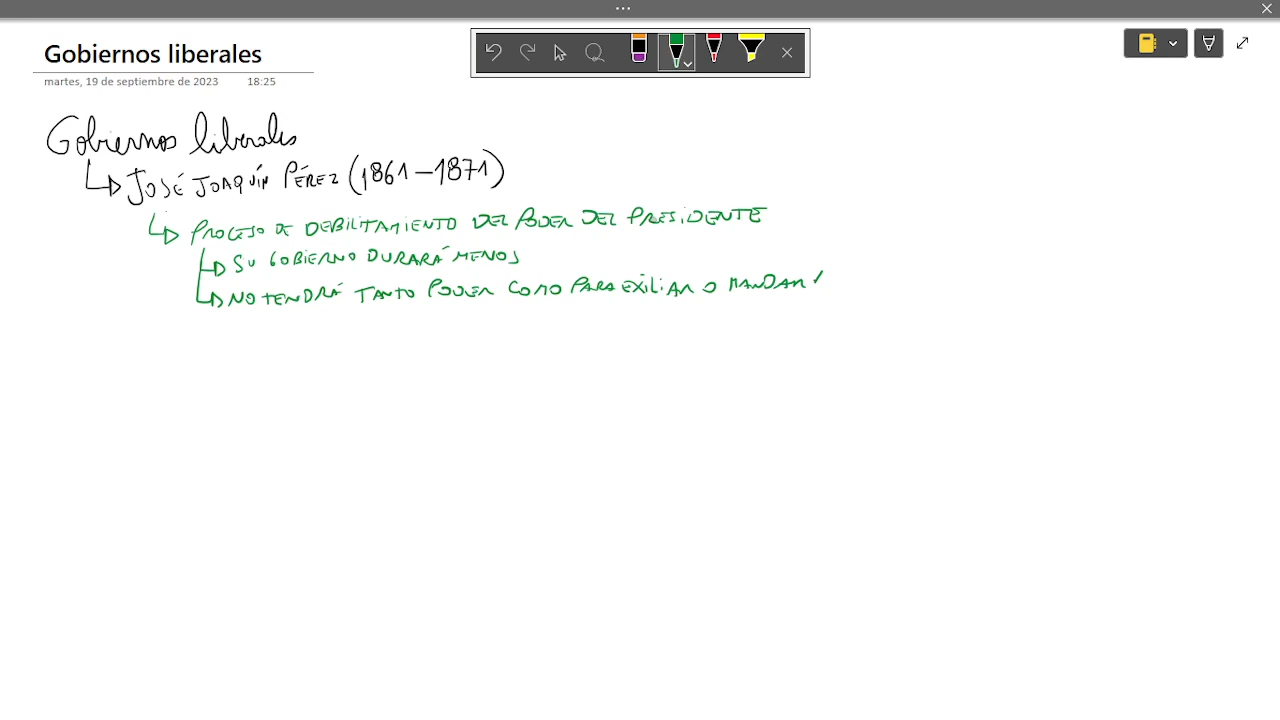 Gobiernos liberales
martes, 19 de septiembre de 2023 18:25
Gobiernos liberales
JOSÉ JOAQUÍN PÉREZ (1861-1871)
PROCESO DE DEBILITAMIENTO DEL PODER DEL PRESIDENTE
SU GOBIERNO DURARÁ MENOS
NO TENDRÁ TANTO PODER COMO PARA EXILIAR O MANDAR